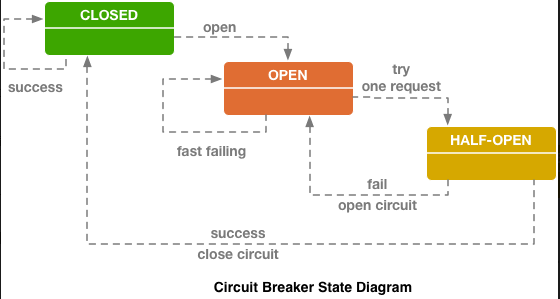 CLOSED
open
success
OPEN
try
one request
fast failing
HALF-OPEN
fail
open circuit
success
close circuit
Circuit Breaker State Diagram